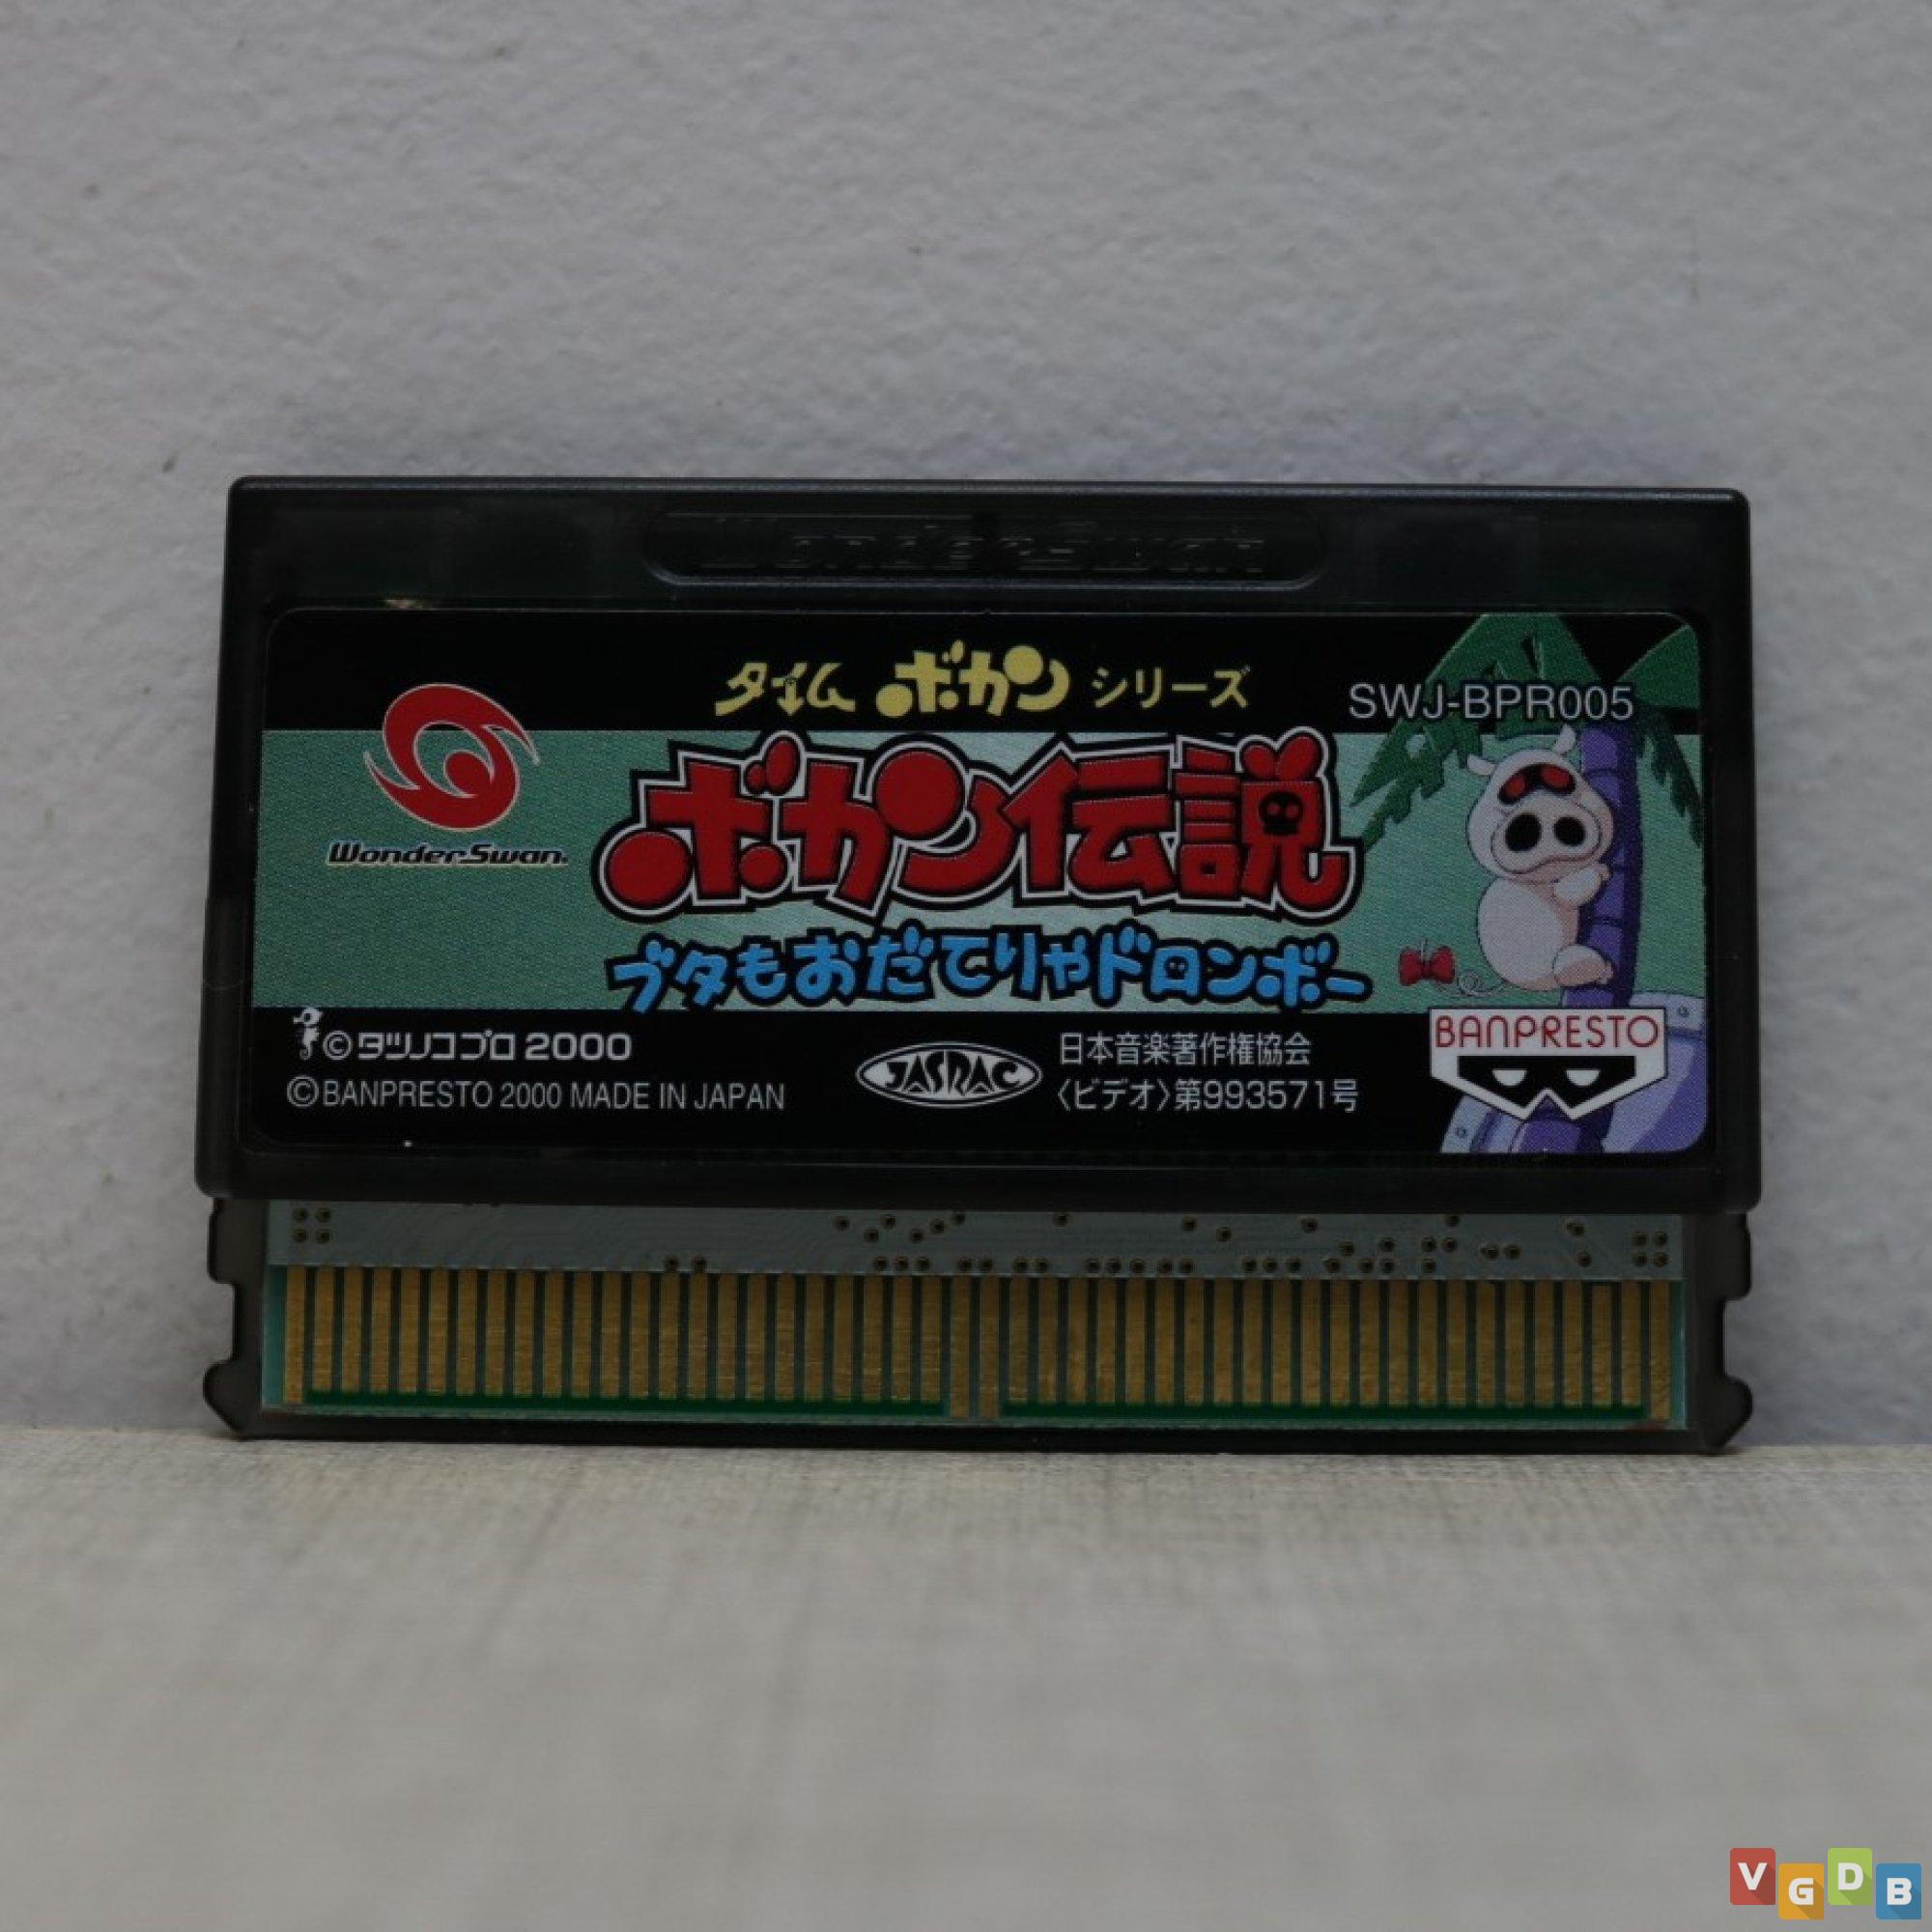 WonderSwan
タイムボカンシリーズ
SWJ-BPR005
WonderSwan
ボカン伝説
ブタもおだてりゃドロンボー
©タツノコプロ 2000
©BANPRESTO 2000 MADE IN JAPAN
JASRAC
日本音楽著作権協会
〈ビデオ〉第993571号
BANPRESTO
VGDB